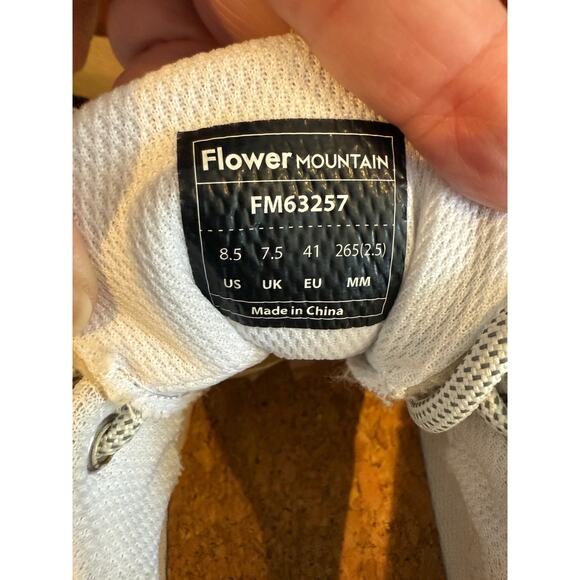 Flower MOUNTAIN
FM63257
8.5 7.5 41 265(2.5)
US UK EU MM
Made in China